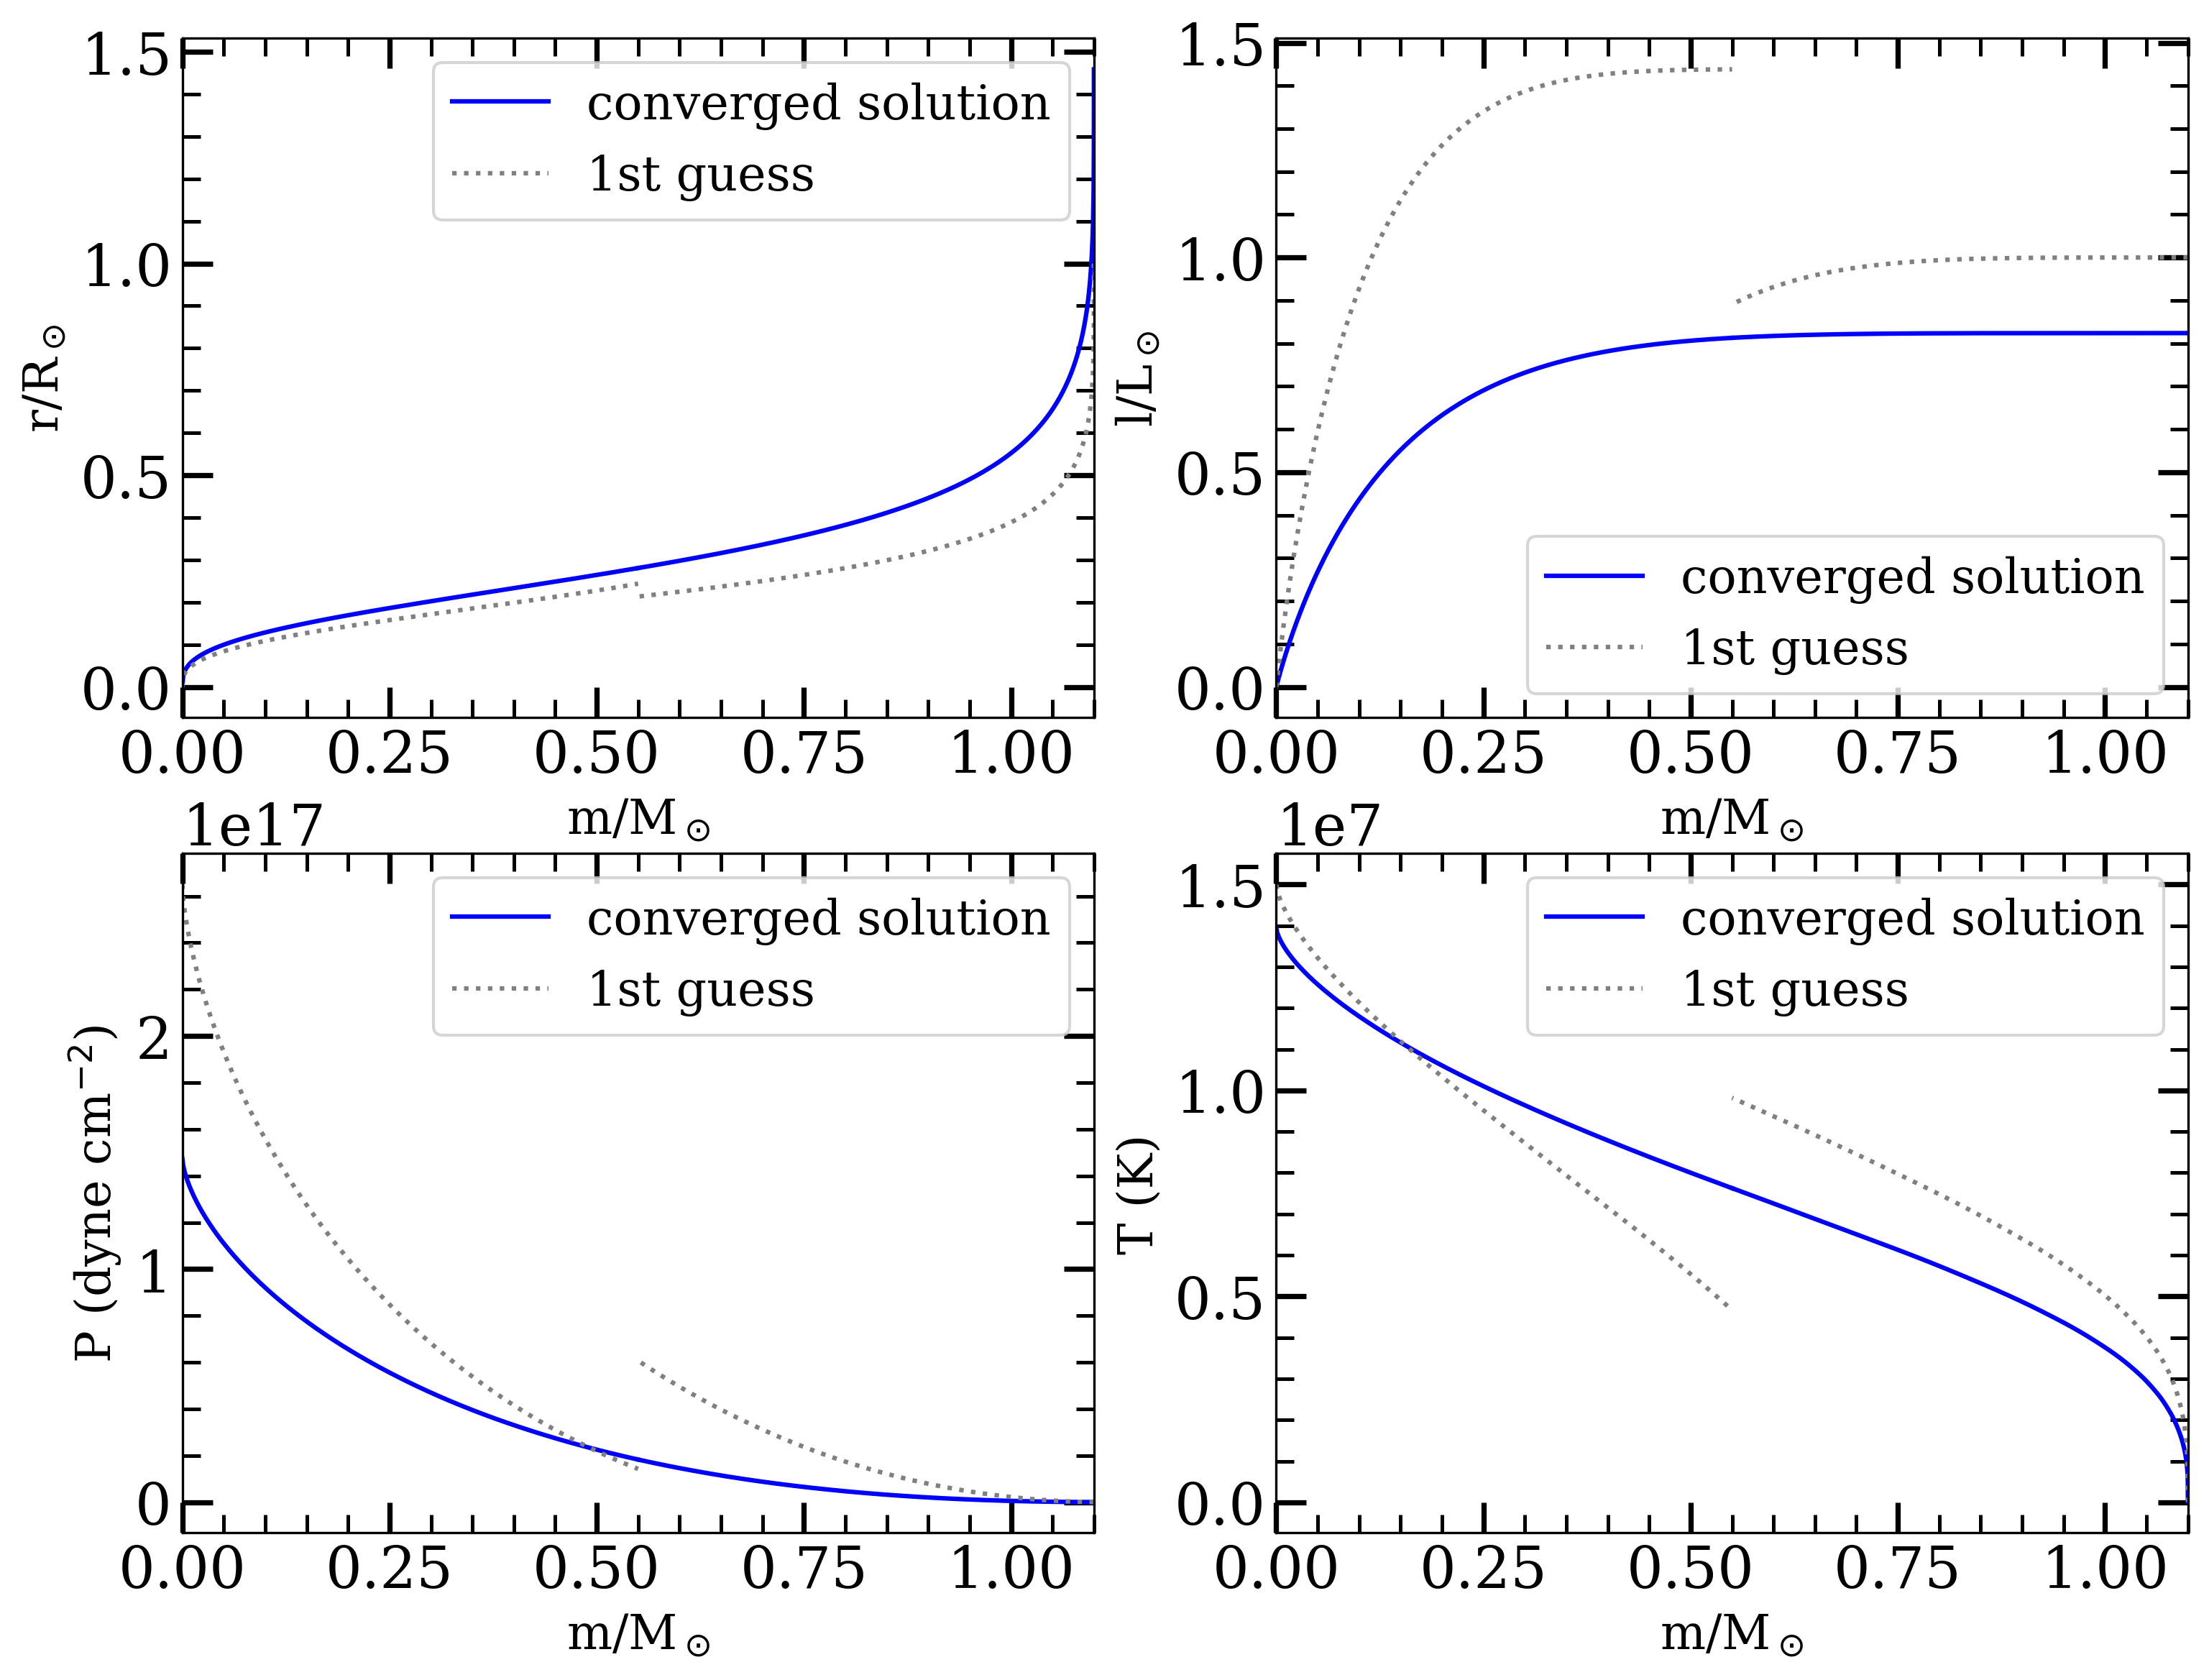 1.5
1.0
0.5
0.0
r/R⊙
converged solution
1st guess
0.00 0.25 0.50 0.75 1.00
m/M⊙
1.5
1.0
0.5
0.0
l/L⊙
converged solution
1st guess
0.00 0.25 0.50 0.75 1.00
m/M⊙
1e17
2
1
0
P (dyne cm⁻²)
converged solution
1st guess
0.00 0.25 0.50 0.75 1.00
m/M⊙
1e7
1.5
1.0
0.5
0.0
T (K)
converged solution
1st guess
0.00 0.25 0.50 0.75 1.00
m/M⊙